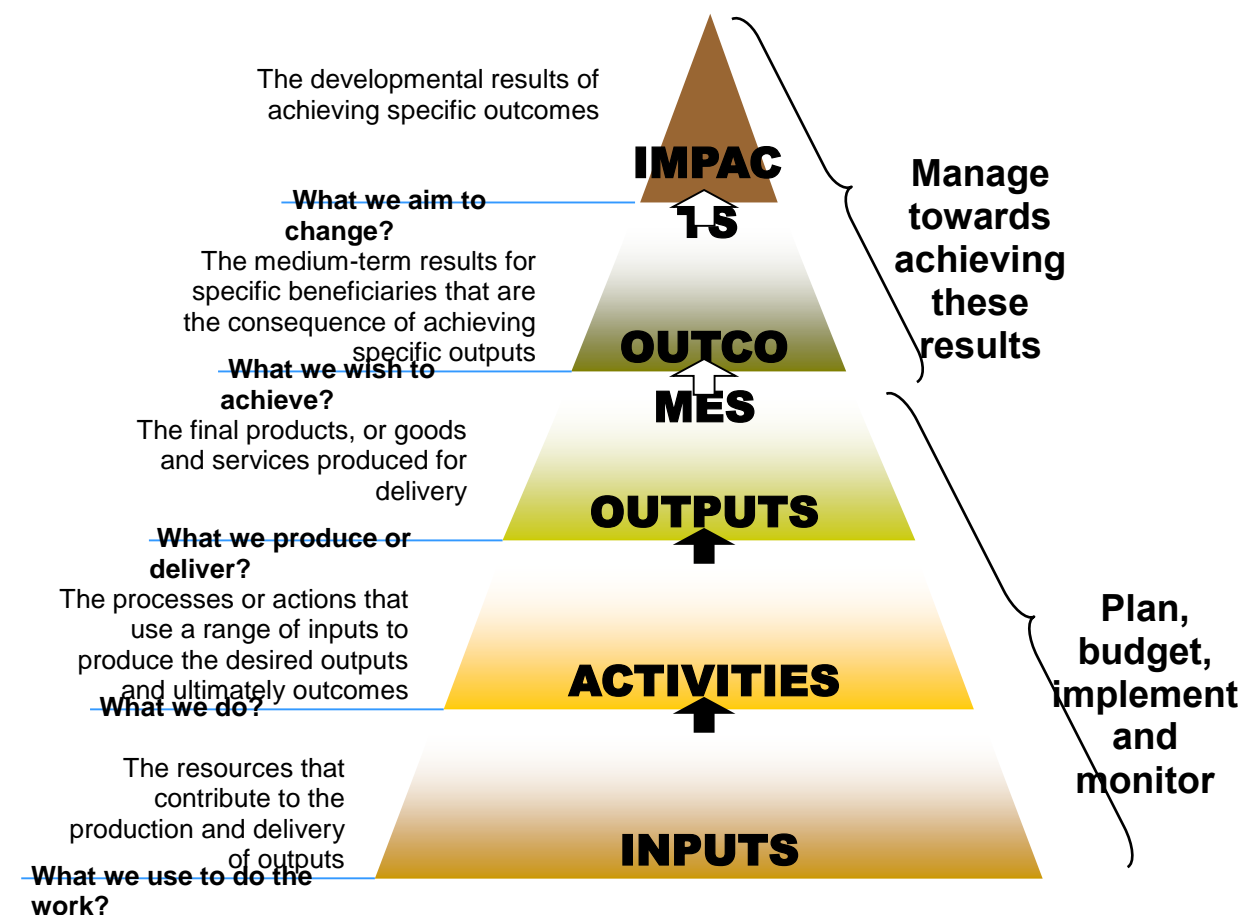 The developmental results of
achieving specific outcomes
IMPAC
TS
What we aim to
change?
The medium-term results for
specific beneficiaries that are
the consequence of achieving
specific outputs
OUTCO
MES
What we wish to
achieve?
The final products, or goods
and services produced for
delivery
OUTPUTS
What we produce or
deliver?
The processes or actions that
use a range of inputs to
produce the desired outputs
and ultimately outcomes
ACTIVITIES
What we do?
The resources that
contribute to the
production and delivery
of outputs
INPUTS
What we use to do the
work?
Manage
towards
achieving
these
results
Plan,
budget,
implement
and
monitor